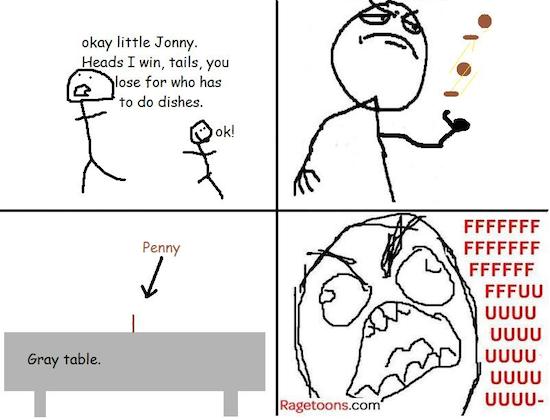 okay little Jonny.
Heads I win, tails, you
lose for who has
to do dishes.
ok!
Penny
Gray table.
FFFFFFF
FFFFFFF
FFFFFF
FFFUU
UUUU
UUUU
UUUU
UUUU
UUUU-
Ragetoons.com